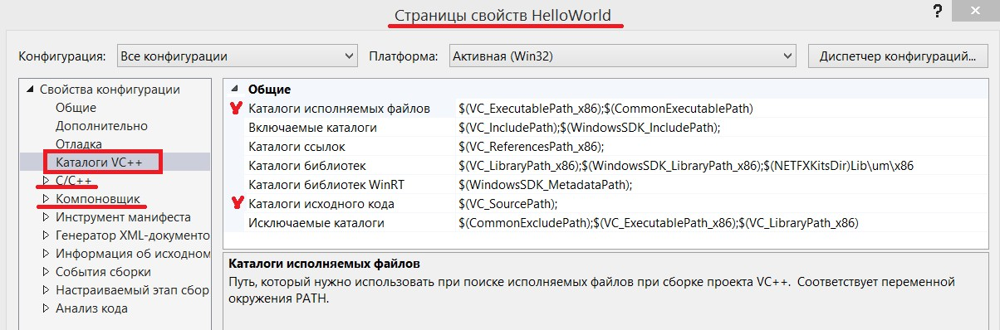 Страницы свойств HelloWorld
?
Конфигурация: Все конфигурации Платформа: Активная (Win32) Диспетчер конфигураций...
Свойства конфигурации
Общие
Дополнительно
Отладка
Каталоги VC++
C/C++
Компоновщик
Инструмент манифеста
Генератор XML-документо
Информация об исходном
События сборки
Настраиваемый этап сбор
Анализ кода
Общие
Каталоги исполняемых файлов $(VC_ExecutablePath_x86);$(CommonExecutablePath)
Включаемые каталоги $(VC_IncludePath);$(WindowsSDK_IncludePath);
Каталоги ссылок $(VC_ReferencesPath_x86);
Каталоги библиотек $(VC_LibraryPath_x86);$(WindowsSDK_LibraryPath_x86);$(NETFXKitsDir)Lib\um\x86
Каталоги библиотек WinRT $(WindowsSDK_MetadataPath);
Каталоги исходного кода $(VC_SourcePath);
Исключаемые каталоги $(CommonExcludePath);$(VC_ExecutablePath_x86);$(VC_LibraryPath_x86)
Каталоги исполняемых файлов
Путь, который нужно использовать при поиске исполняемых файлов при сборке проекта VC++. Соответствует переменной
окружения PATH.